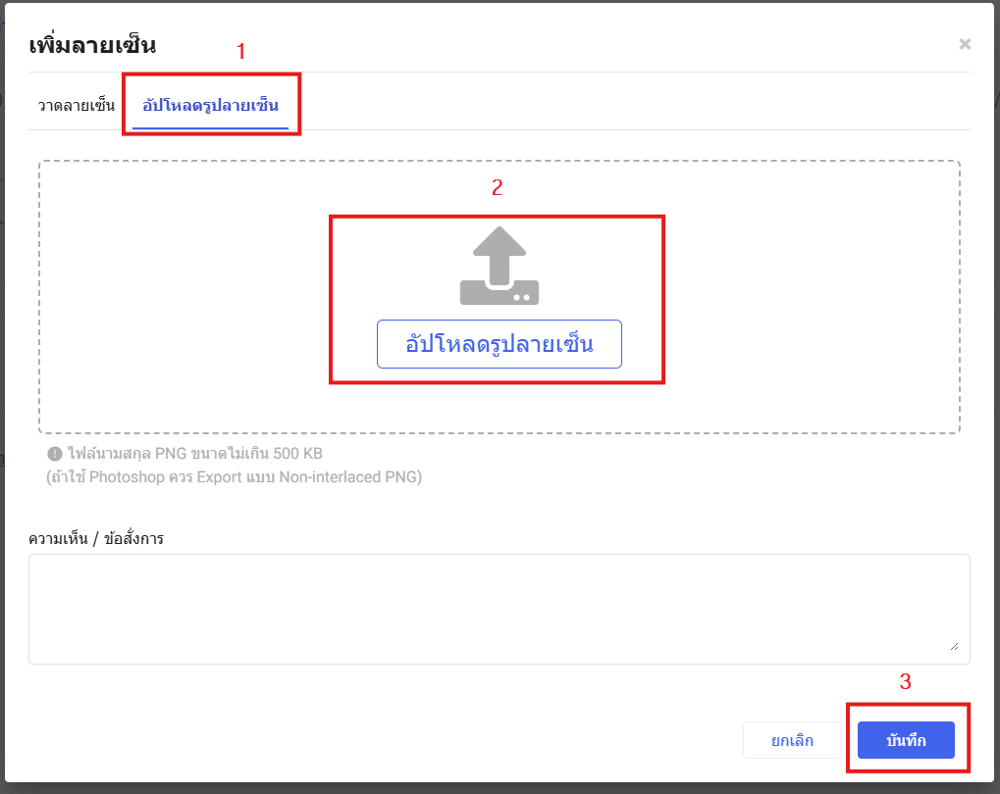 เพิ่มลายเซ็น
1
×
วาดลายเซ็น
อัปโหลดรูปลายเซ็น
2
อัปโหลดรูปลายเซ็น
ไฟล์นามสกุล PNG ขนาดไม่เกิน 500 KB
(ถ้าใช้ Photoshop ควร Export แบบ Non-interlaced PNG)
ความเห็น / ข้อสั่งการ
3
ยกเลิก
บันทึก